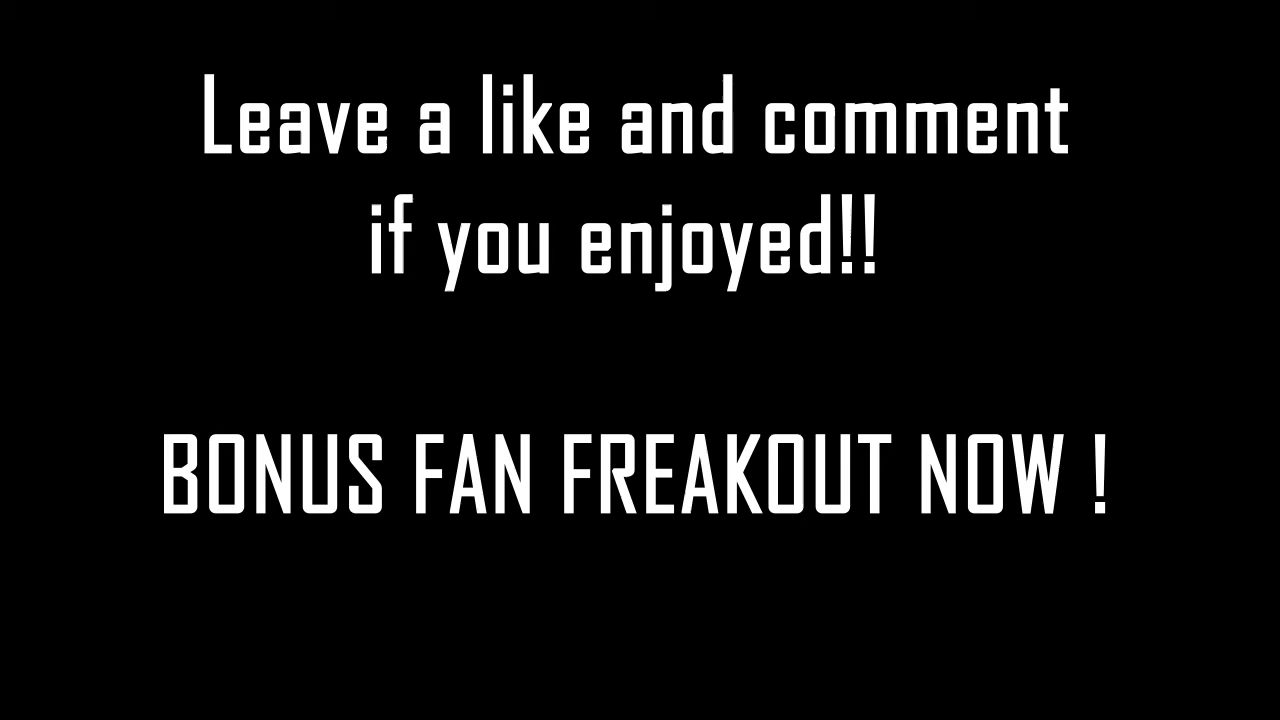 Leave a like and comment
if you enjoyed!!
BONUS FAN FREAKOUT NOW !